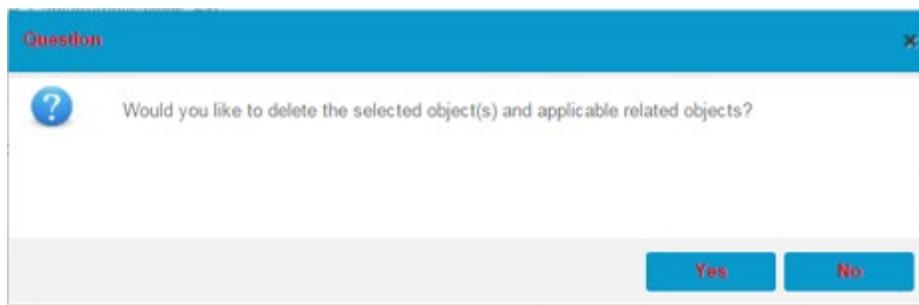 Question
Would you like to delete the selected object(s) and applicable related objects?
Yes
No